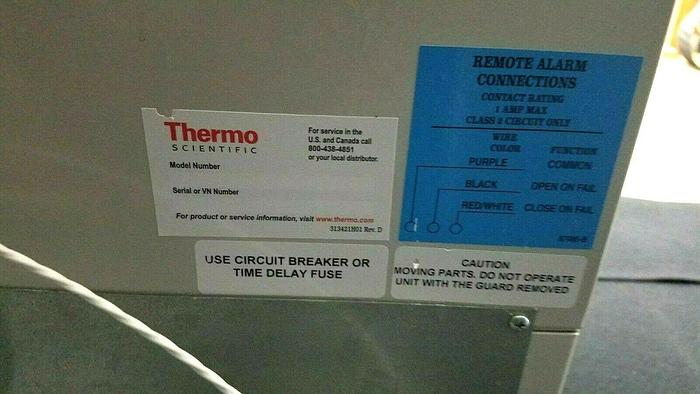 Thermo
SCIENTIFIC
For service in the
U.S. and Canada call
800-438-4851
or your local distributor.
Model Number
Serial or VN Number
For product or service information, visit www.thermo.com
313421H01 Rev. D
REMOTE ALARM
CONNECTIONS
CONTACT RATING
1 AMP MAX
CLASS 2 CIRCUIT ONLY
WIRE
COLOR FUNCTION
PURPLE COMMON
BLACK OPEN ON FAIL
RED/WHITE CLOSE ON FAIL
USE CIRCUIT BREAKER OR
TIME DELAY FUSE
CAUTION
MOVING PARTS. DO NOT OPERATE
UNIT WITH THE GUARD REMOVED